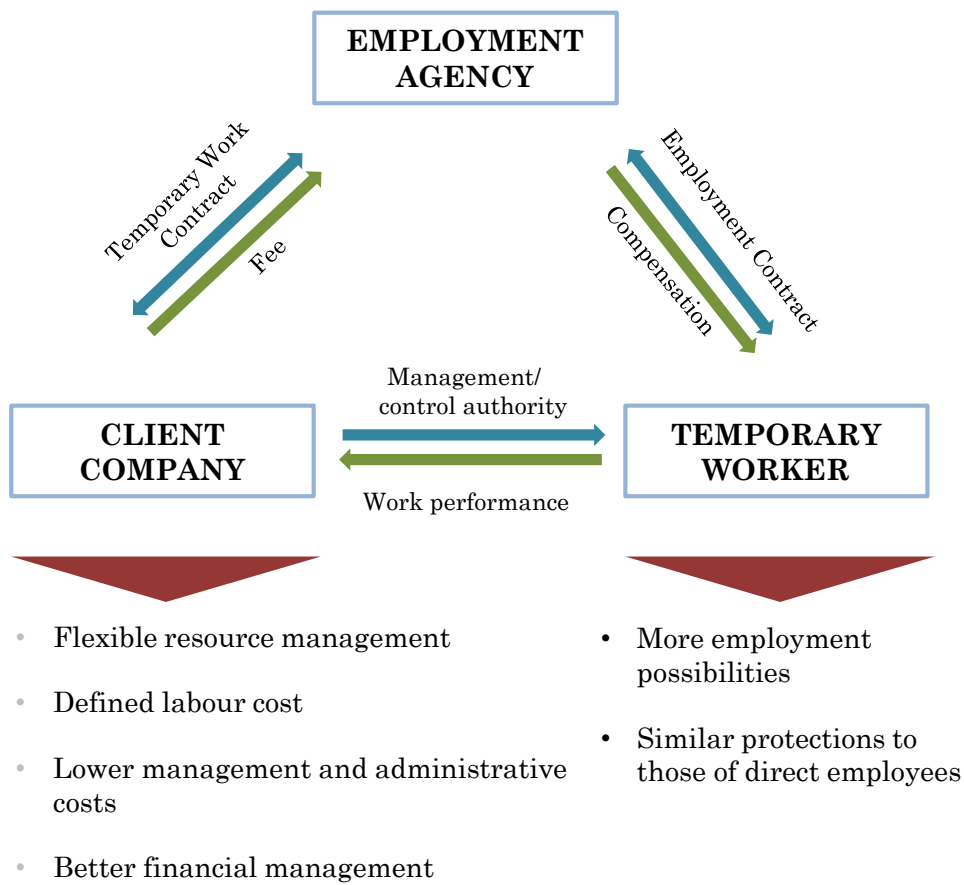 EMPLOYMENT
AGENCY
Temporary Work
Contract
Fee
Employment Contract
Compensation
Management/
control authority
CLIENT
COMPANY
TEMPORARY
WORKER
Work performance
• Flexible resource management
• Defined labour cost
• Lower management and administrative
costs
• Better financial management
• More employment
possibilities
• Similar protections to
those of direct employees